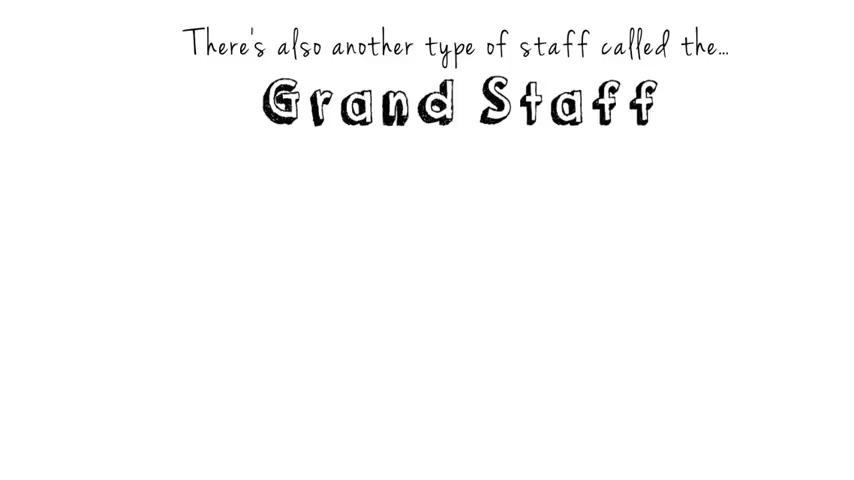 There's also another type of staff called the...
Grand Staff